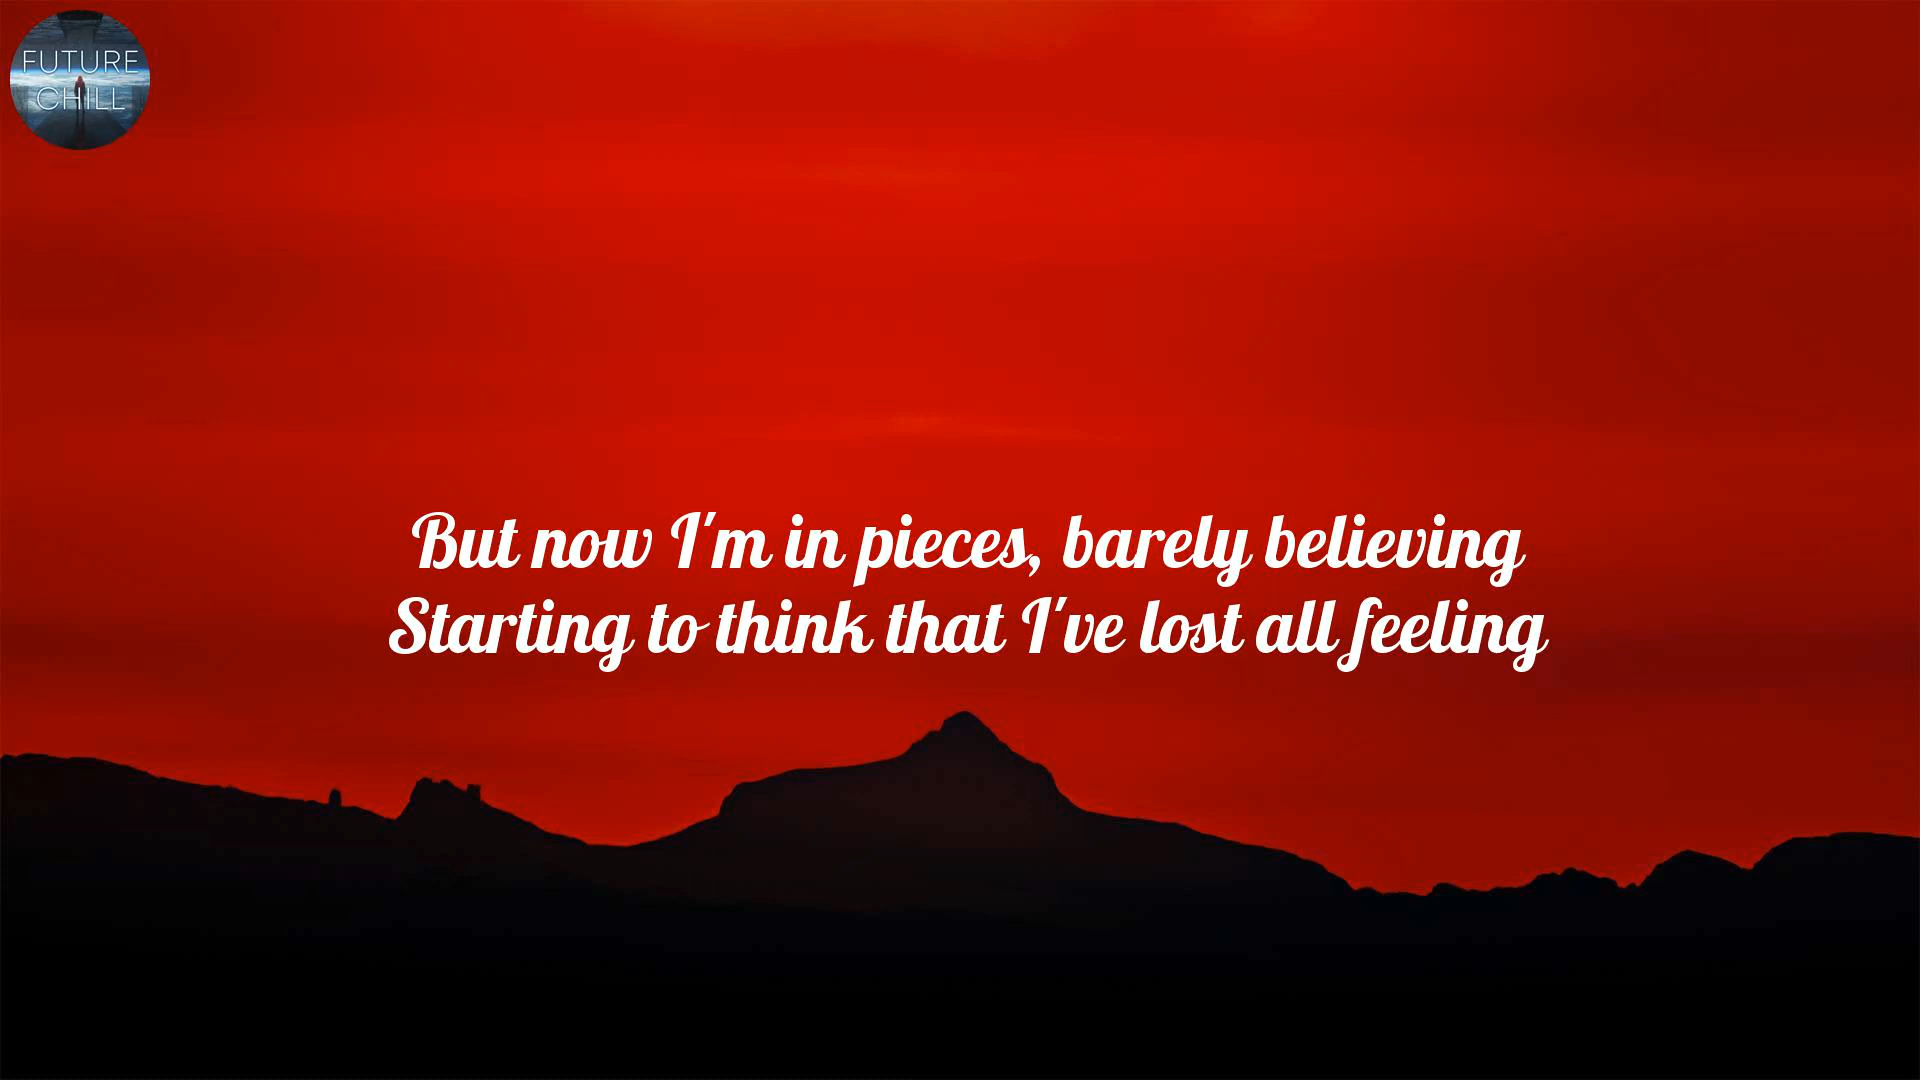 FUTURE
CHILL
But now I'm in pieces, barely believing
Starting to think that I've lost all feeling